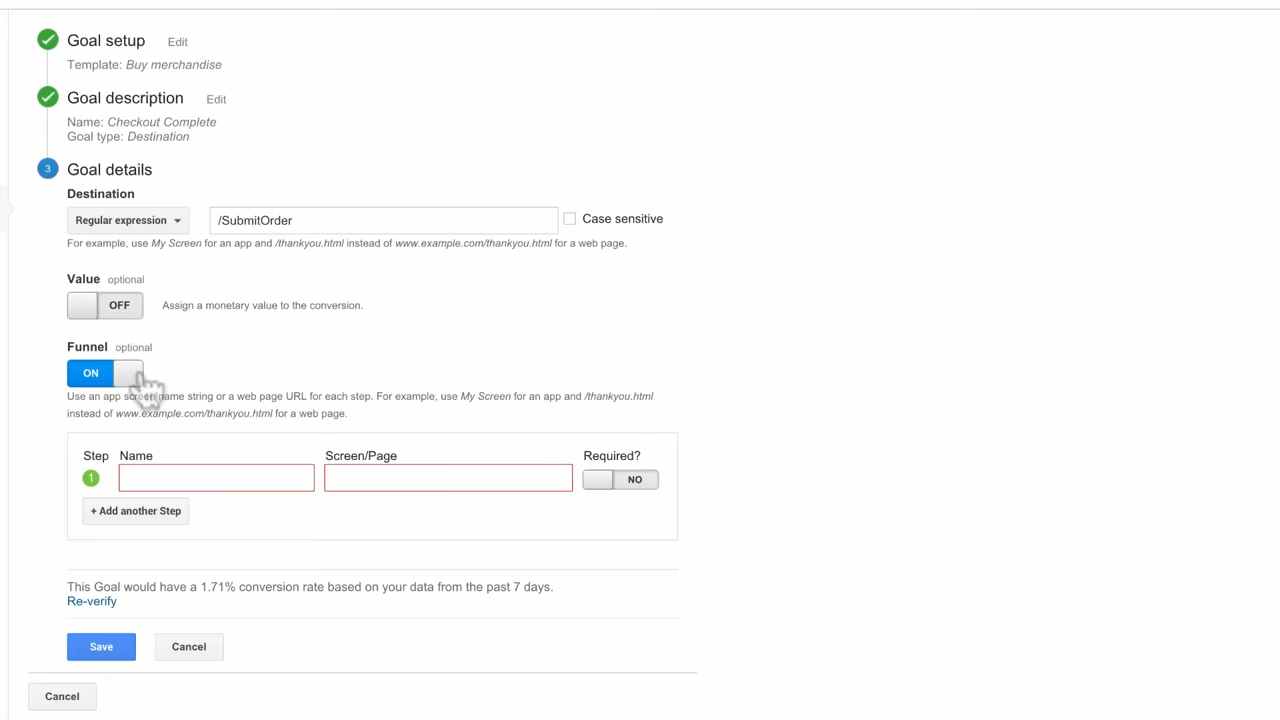 Goal setup Edit
Template: Buy merchandise
Goal description Edit
Name: Checkout Complete
Goal type: Destination
3 Goal details
Destination
Regular expression /SubmitOrder Case sensitive
For example, use My Screen for an app and /thankyou.html instead of www.example.com/thankyou.html for a web page.
Value optional
OFF Assign a monetary value to the conversion.
Funnel optional
ON
Use an app screen name string or a web page URL for each step. For example, use My Screen for an app and /thankyou.html
instead of www.example.com/thankyou.html for a web page.
Step Name Screen/Page Required?
1 NO
+ Add another Step
This Goal would have a 1.71% conversion rate based on your data from the past 7 days.
Re-verify
Save Cancel
Cancel